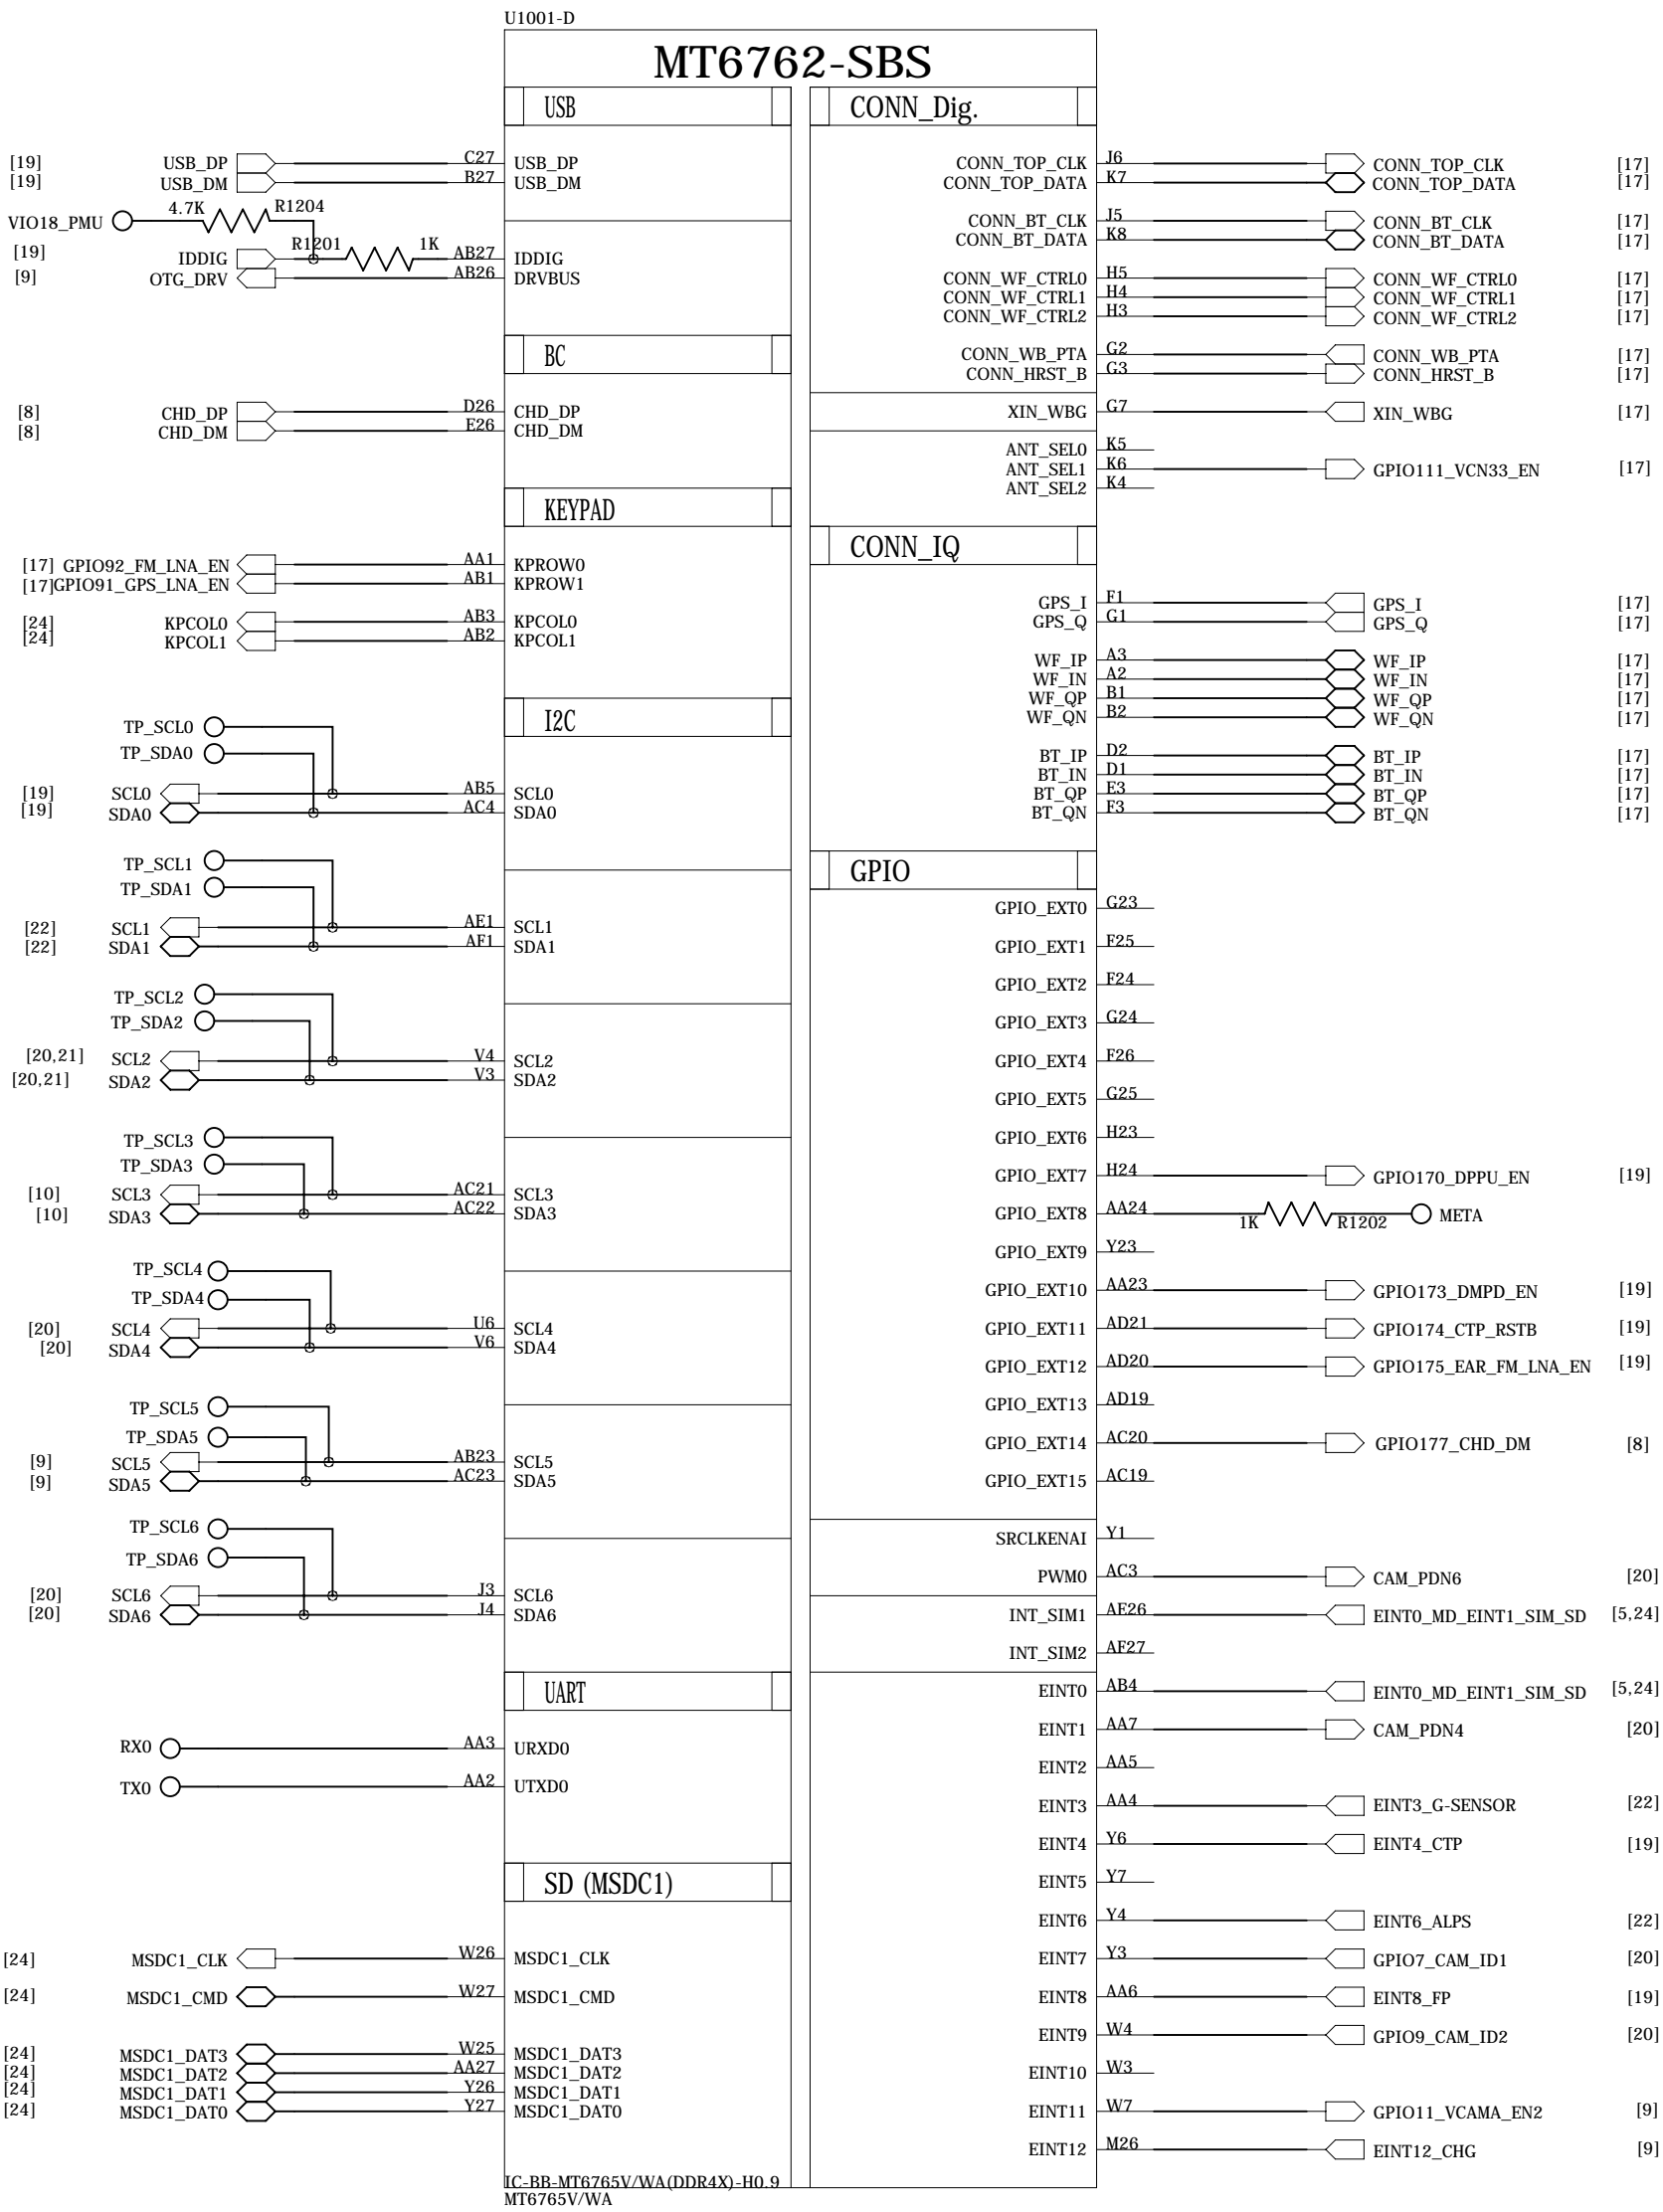 U1001-D
MT6762-SBS
USB
[19] USB_DP C27 USB_DP
[19] USB_DM B27 USB_DM
VIO18_PMU 4.7K R1204
[19] IDDIG R1201 1K AB27 IDDIG
[9] OTG_DRV AB26 DRVBUS
BC
[8] CHD_DP D26 CHD_DP
[8] CHD_DM E26 CHD_DM
KEYPAD
[17] GPIO92_FM_LNA_EN AA1 KPROW0
[17]GPIO91_GPS_LNA_EN AB1 KPROW1
[24] KPCOL0 AB3 KPCOL0
[24] KPCOL1 AB2 KPCOL1
I2C
TP_SCL0
TP_SDA0
[19] SCL0 AB5 SCL0
[19] SDA0 AC4 SDA0
TP_SCL1
TP_SDA1
[22] SCL1 AE1 SCL1
[22] SDA1 AF1 SDA1
TP_SCL2
TP_SDA2
[20,21] SCL2 V4 SCL2
[20,21] SDA2 V3 SDA2
TP_SCL3
TP_SDA3
[10] SCL3 AC21 SCL3
[10] SDA3 AC22 SDA3
TP_SCL4
TP_SDA4
[20] SCL4 U6 SCL4
[20] SDA4 V6 SDA4
TP_SCL5
TP_SDA5
[9] SCL5 AB23 SCL5
[9] SDA5 AC23 SDA5
TP_SCL6
TP_SDA6
[20] SCL6 J3 SCL6
[20] SDA6 J4 SDA6
UART
RX0 AA3 URXD0
TX0 AA2 UTXD0
SD (MSDC1)
[24] MSDC1_CLK W26 MSDC1_CLK
[24] MSDC1_CMD W27 MSDC1_CMD
[24] MSDC1_DAT3 W25 MSDC1_DAT3
[24] MSDC1_DAT2 AA27 MSDC1_DAT2
[24] MSDC1_DAT1 Y26 MSDC1_DAT1
[24] MSDC1_DAT0 Y27 MSDC1_DAT0
CONN_Dig.
CONN_TOP_CLK J6 CONN_TOP_CLK [17]
CONN_TOP_DATA K7 CONN_TOP_DATA [17]
CONN_BT_CLK J5 CONN_BT_CLK [17]
CONN_BT_DATA K8 CONN_BT_DATA [17]
CONN_WF_CTRL0 H5 CONN_WF_CTRL0 [17]
CONN_WF_CTRL1 H4 CONN_WF_CTRL1 [17]
CONN_WF_CTRL2 H3 CONN_WF_CTRL2 [17]
CONN_WB_PTA G2 CONN_WB_PTA [17]
CONN_HRST_B G3 CONN_HRST_B [17]
XIN_WBG G7 XIN_WBG [17]
ANT_SEL0 K5
ANT_SEL1 K6 GPIO111_VCN33_EN [17]
ANT_SEL2 K4
CONN_IQ
GPS_I F1 GPS_I [17]
GPS_Q G1 GPS_Q [17]
WF_IP A3 WF_IP [17]
WF_IN A2 WF_IN [17]
WF_QP B1 WF_QP [17]
WF_QN B2 WF_QN [17]
BT_IP D2 BT_IP [17]
BT_IN D1 BT_IN [17]
BT_QP E3 BT_QP [17]
BT_QN F3 BT_QN [17]
GPIO
GPIO_EXT0 G23
GPIO_EXT1 F25
GPIO_EXT2 F24
GPIO_EXT3 G24
GPIO_EXT4 F26
GPIO_EXT5 G25
GPIO_EXT6 H23
GPIO_EXT7 H24 GPIO170_DPPU_EN [19]
GPIO_EXT8 AA24 1K R1202 META
GPIO_EXT9 Y23
GPIO_EXT10 AA23 GPIO173_DMPD_EN [19]
GPIO_EXT11 AD21 GPIO174_CTP_RSTB [19]
GPIO_EXT12 AD20 GPIO175_EAR_FM_LNA_EN [19]
GPIO_EXT13 AD19
GPIO_EXT14 AC20 GPIO177_CHD_DM [8]
GPIO_EXT15 AC19
SRCLKENAI Y1
PWM0 AC3 CAM_PDN6 [20]
INT_SIM1 AE26 EINT0_MD_EINT1_SIM_SD [5,24]
INT_SIM2 AF27
EINT0 AB4 EINT0_MD_EINT1_SIM_SD [5,24]
EINT1 AA7 CAM_PDN4 [20]
EINT2 AA5
EINT3 AA4 EINT3_G-SENSOR [22]
EINT4 Y6 EINT4_CTP [19]
EINT5 Y7
EINT6 Y4 EINT6_ALPS [22]
EINT7 Y3 GPIO7_CAM_ID1 [20]
EINT8 AA6 EINT8_FP [19]
EINT9 W4 GPIO9_CAM_ID2 [20]
EINT10 W3
EINT11 W7 GPIO11_VCAMA_EN2 [9]
EINT12 M26 EINT12_CHG [9]
IC-BB-MT6765V/WA(DDR4X)-H0.9
MT6765V/WA